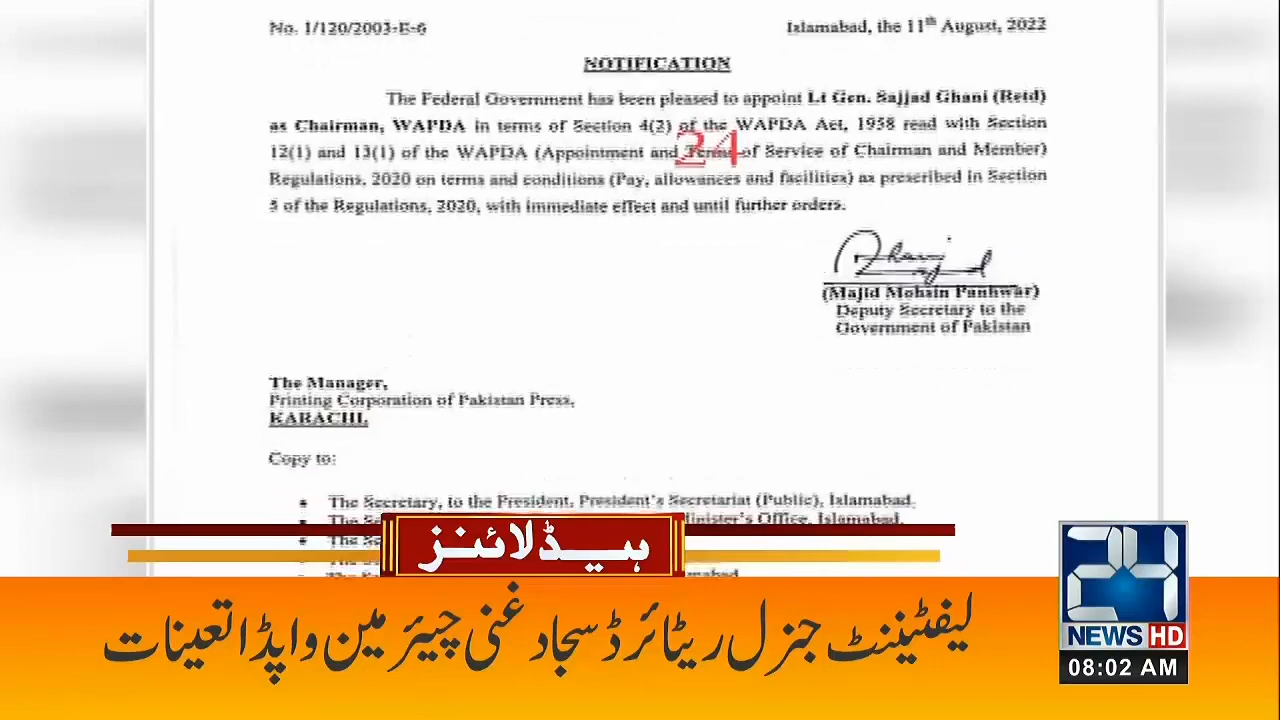 No. 1/120/2003-E-6
Islamabad, the 11th August, 2022
NOTIFICATION
The Federal Government has been pleased to appoint Lt Gen. Sajjad Ghani (Retd)
as Chairman, WAPDA in terms of Section 4(2) of the WAPDA Act, 1958 read with Section
12(1) and 13(1) of the WAPDA (Appointment and Terms of Service of Chairman and Member)
Regulations, 2020 on terms and conditions (Pay, allowances and facilities) as prescribed in Section
5 of the Regulations, 2020, with immediate effect and until further orders.
24
(Majid Mohsin Panhwar)
Deputy Secretary to the
Government of Pakistan
The Manager,
Printing Corporation of Pakistan Press,
KARACHI.
Copy to:
• The Secretary, to the President, President's Secretariat (Public), Islamabad.
• The Se inister's Office, Islamabad.
• The Se
ہیڈلائنز
لیفٹیننٹ جنرل ریٹائرڈ سجاد غنی چیئرمین واپڈا تعینات
24
NEWS HD
08:02 AM